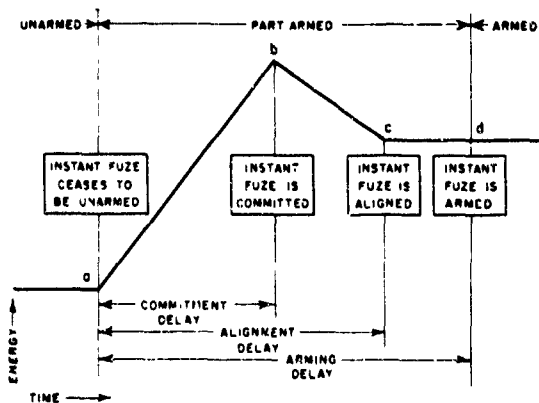 UNARMED
PART ARMED
ARMED
b
c
d
INSTANT FUZE
CEASES TO
BE UNARMED
INSTANT
FUZE IS
COMMITTED
INSTANT
FUZE IS
ALIGNED
INSTANT
FUZE IS
ARMED
a
COMMITMENT
DELAY
ALIGNMENT
DELAY
ARMING
DELAY
ENERGY
TIME